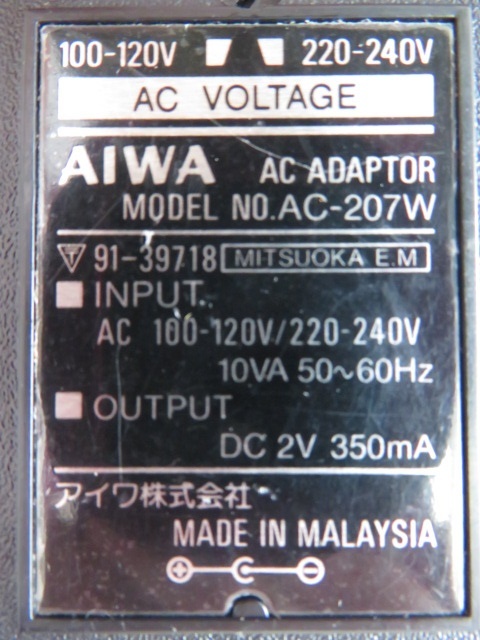 100-120V 220-240V
AC VOLTAGE
AIWA AC ADAPTOR
MODEL NO. AC-207W
T 91-39718 MITSUOKA E.M
INPUT
AC 100-120V/220-240V
10VA 50~60Hz
OUTPUT
DC 2V 350mA
アイワ株式会社
MADE IN MALAYSIA